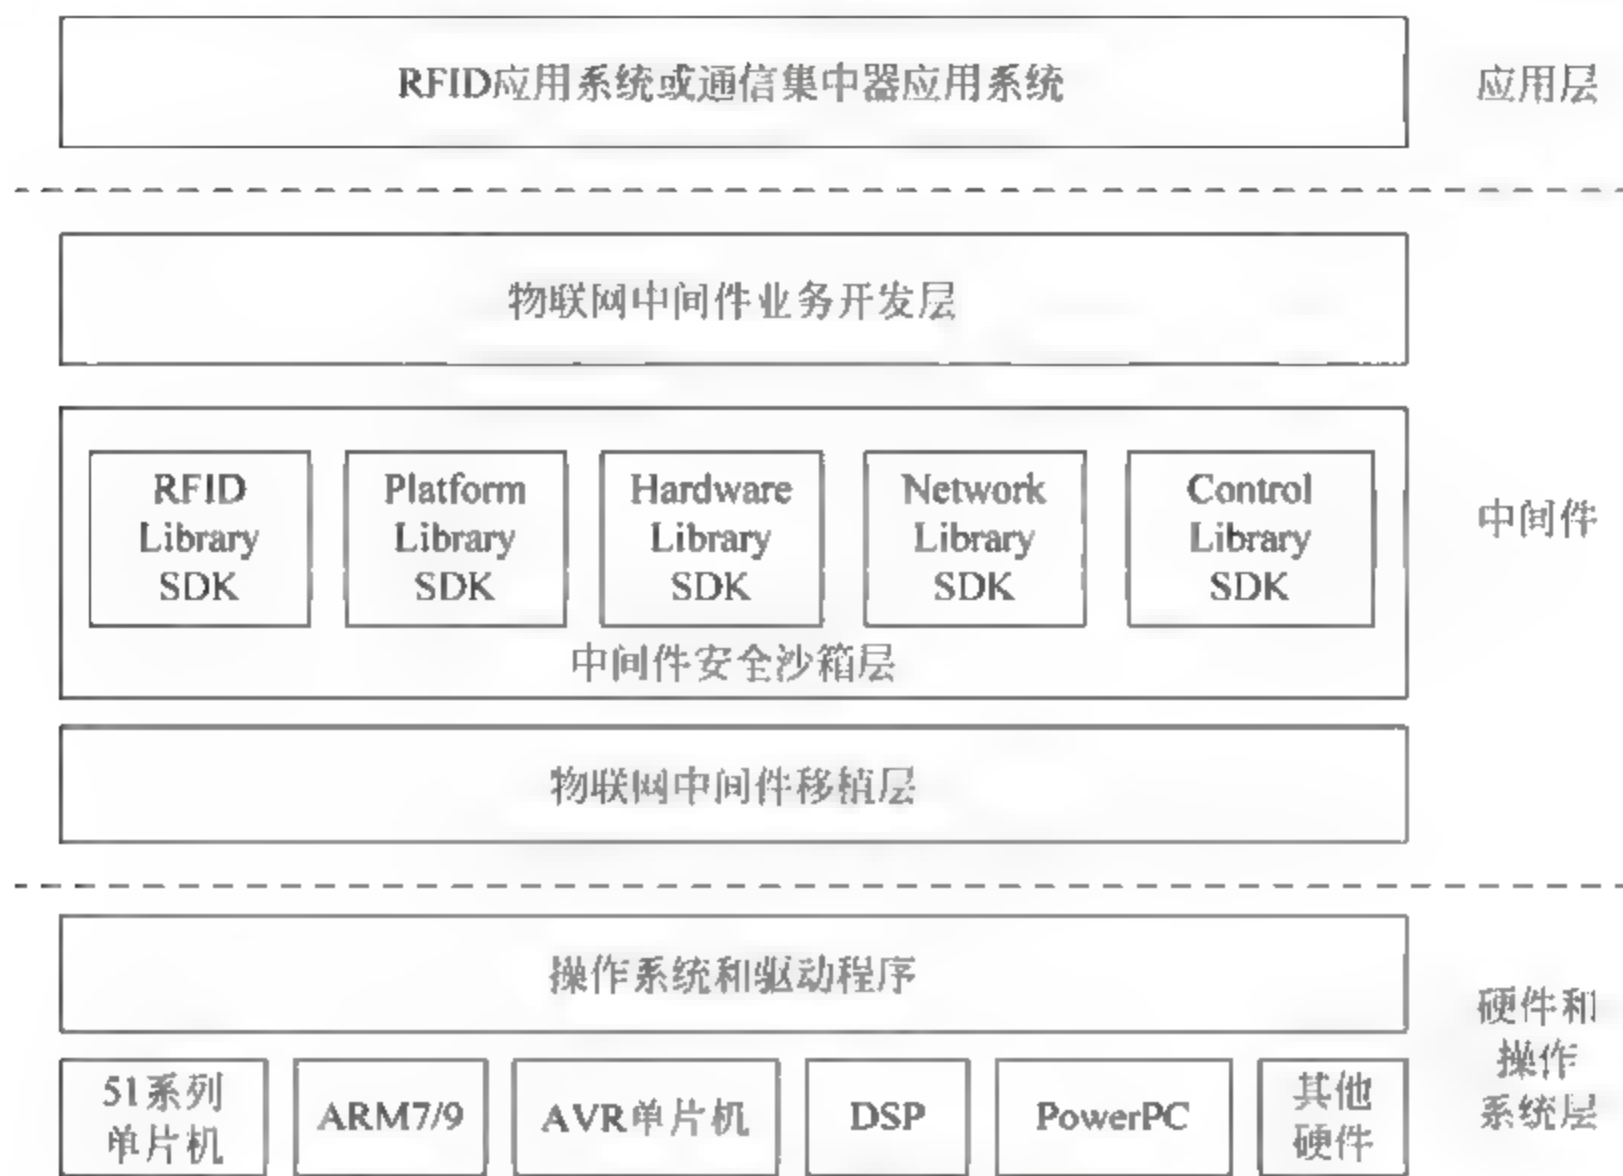 RFID应用系统或通信集中器应用系统
应用层
物联网中间件业务开发层
RFID
Library
SDK
Platform
Library
SDK
Hardware
Library
SDK
Network
Library
SDK
Control
Library
SDK
中间件安全沙箱层
中间件
物联网中间件移植层
操作系统和驱动程序
51系列
单片机
ARM7/9
AVR单片机
DSP
PowerPC
其他
硬件
硬件和
操作
系统层